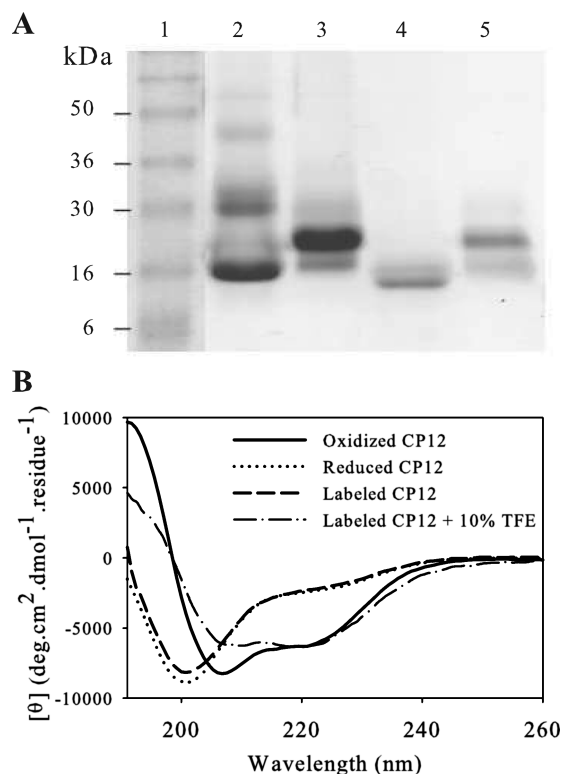 A
1 2 3 4 5
kDa
50
36
30
16
6
B
10000
5000
0
-5000
-10000
[θ] (deg.cm².dmol⁻¹.residue⁻¹)
Oxidized CP12
Reduced CP12
Labeled CP12
Labeled CP12 + 10% TFE
200 220 240 260
Wavelength (nm)